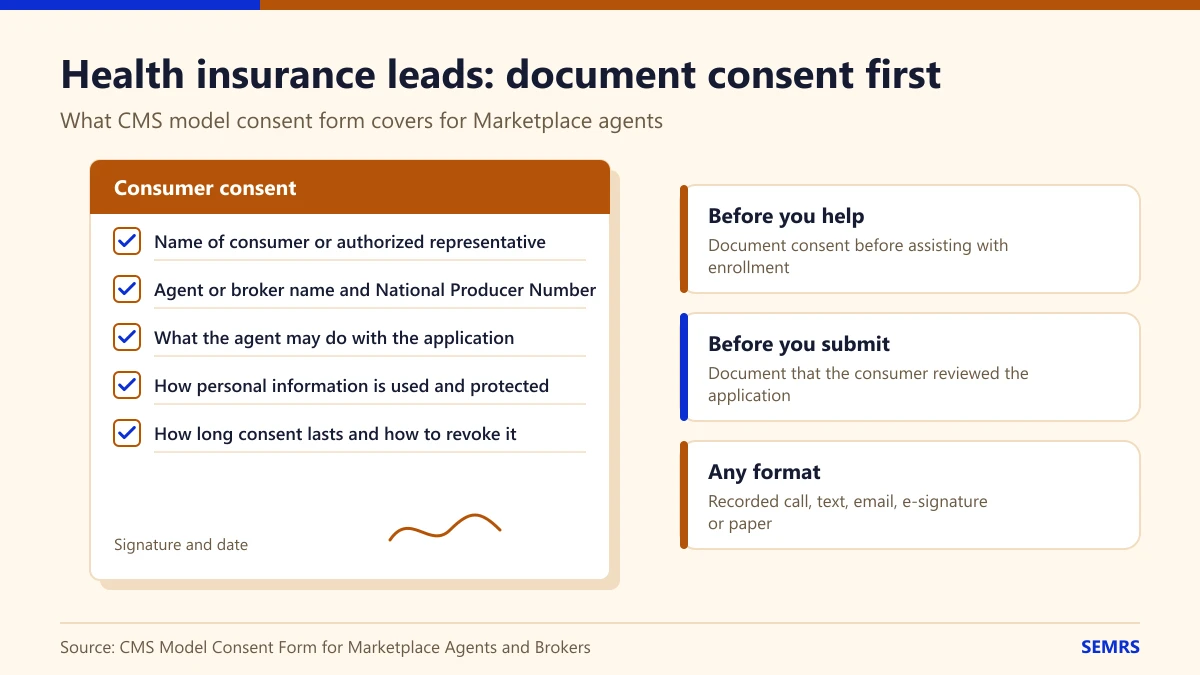 Health insurance leads: document consent first
What CMS model consent form covers for Marketplace agents
Consumer consent
Name of consumer or authorized representative
Agent or broker name and National Producer Number
What the agent may do with the application
How personal information is used and protected
How long consent lasts and how to revoke it
Signature and date
Before you help
Document consent before assisting with
enrollment
Before you submit
Document that the consumer reviewed the
application
Any format
Recorded call, text, email, e-signature
or paper
Source: CMS Model Consent Form for Marketplace Agents and Brokers
SEMRS